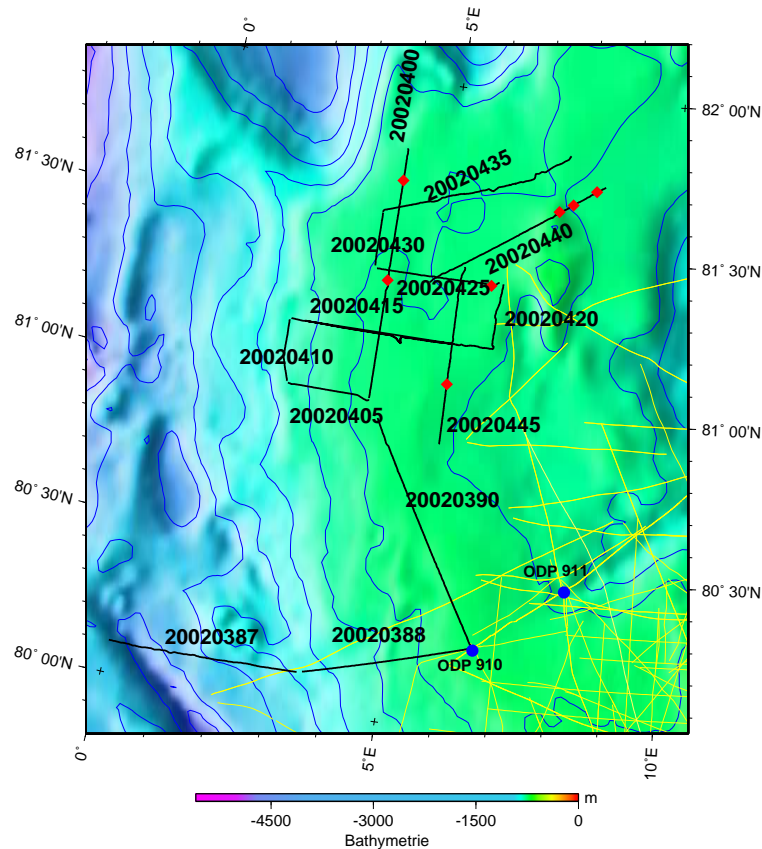 0°
5°E
20020400
82° 00'N
81° 30'N
20020435
20020430
20020440
20020425
81° 30'N
20020415
20020420
81° 00'N
20020410
20020405
20020445
81° 00'N
20020390
80° 30'N
ODP 911
80° 30'N
20020387
20020388
80° 00'N
ODP 910
0°
5°E
10°E
m
-4500
-3000
-1500
0
Bathymetrie